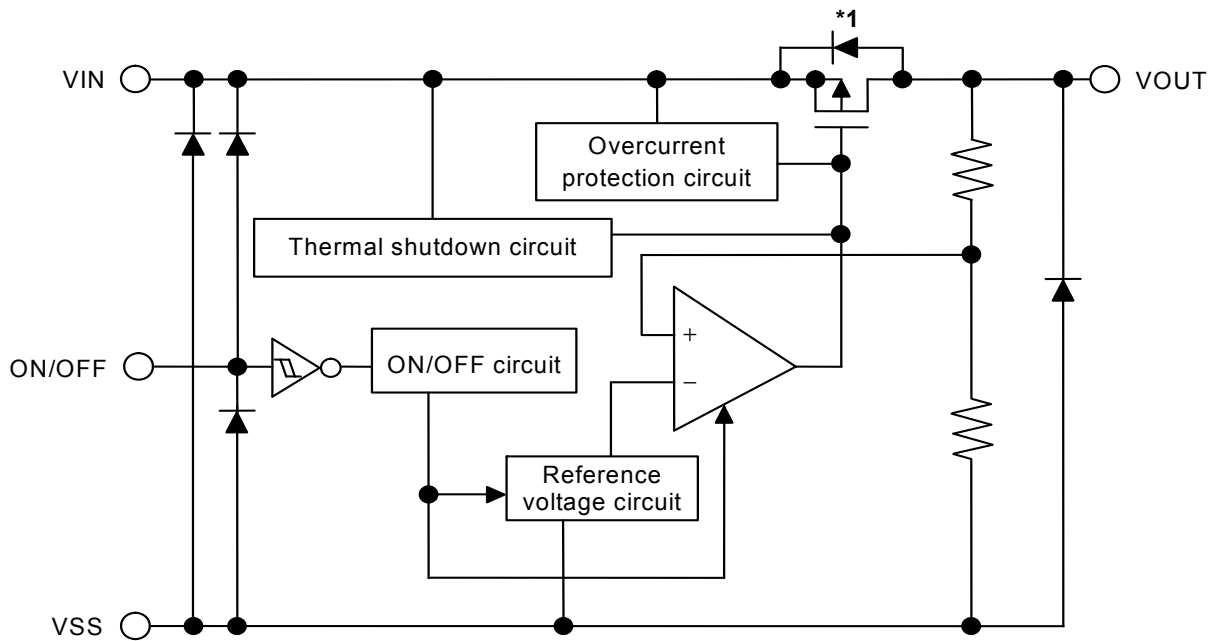 *1
VIN
VOUT
Overcurrent
protection circuit
Thermal shutdown circuit
+
−
ON/OFF
ON/OFF circuit
Reference
voltage circuit
VSS